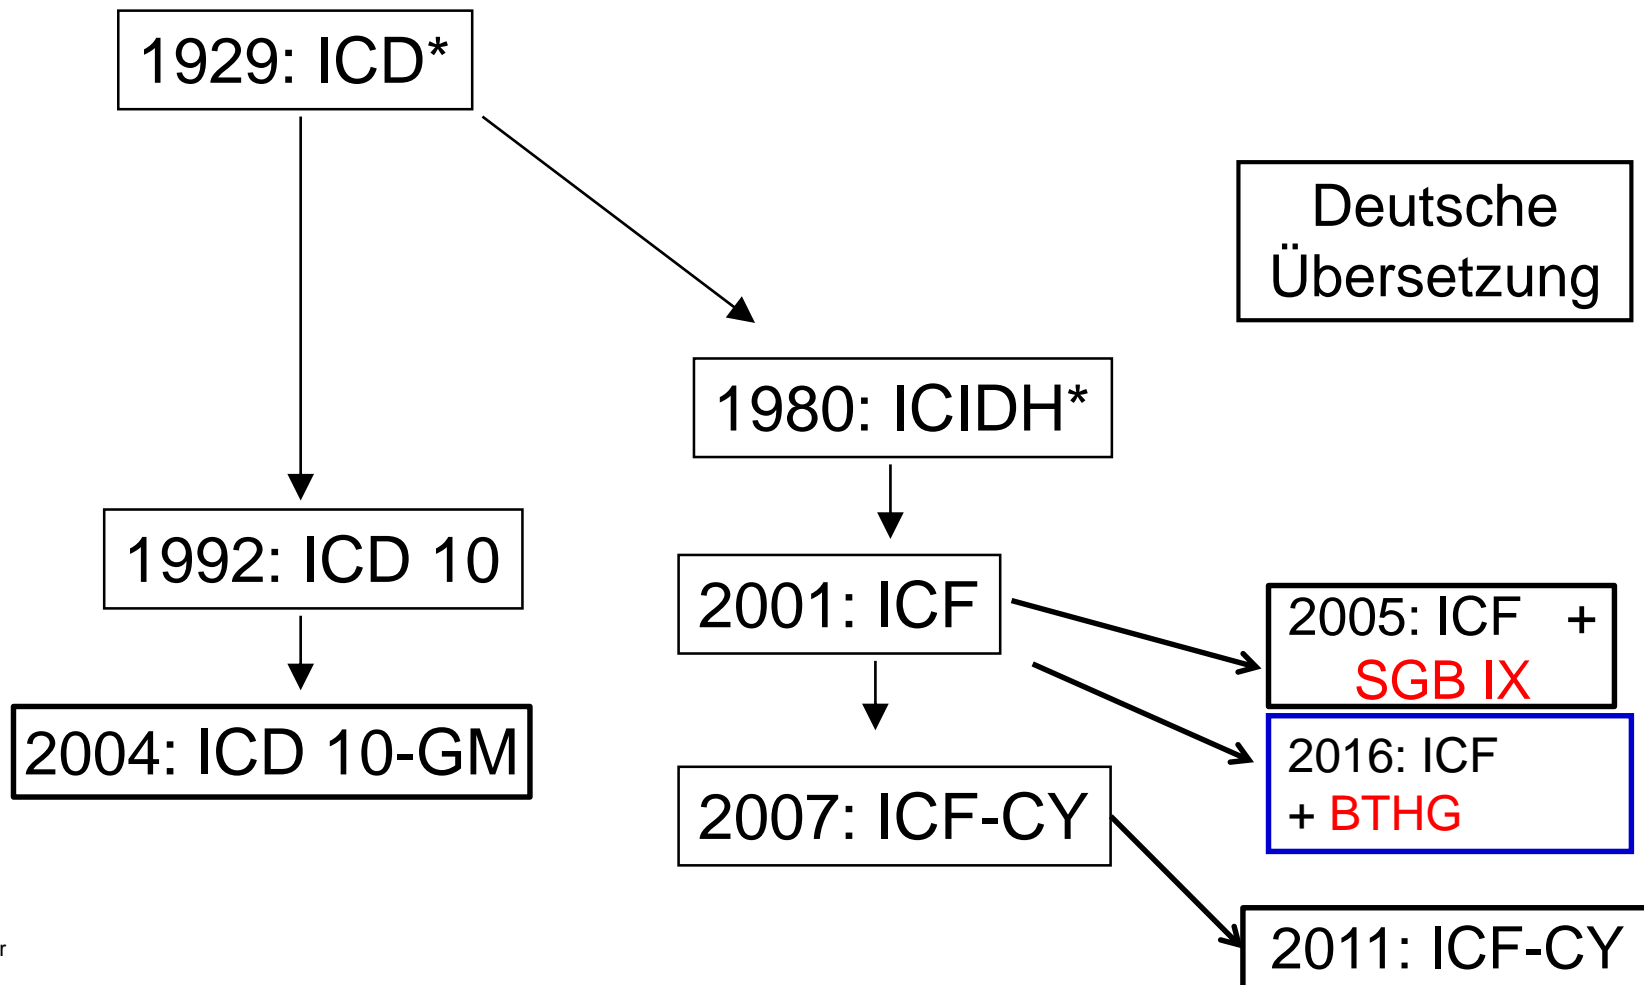 1929: ICD*
Deutsche
Übersetzung
1980: ICIDH*
1992: ICD 10
2001: ICF
2005: ICF +
SGB IX
2004: ICD 10-GM
2016: ICF
+ BTHG
2007: ICF-CY
2011: ICF-CY
r